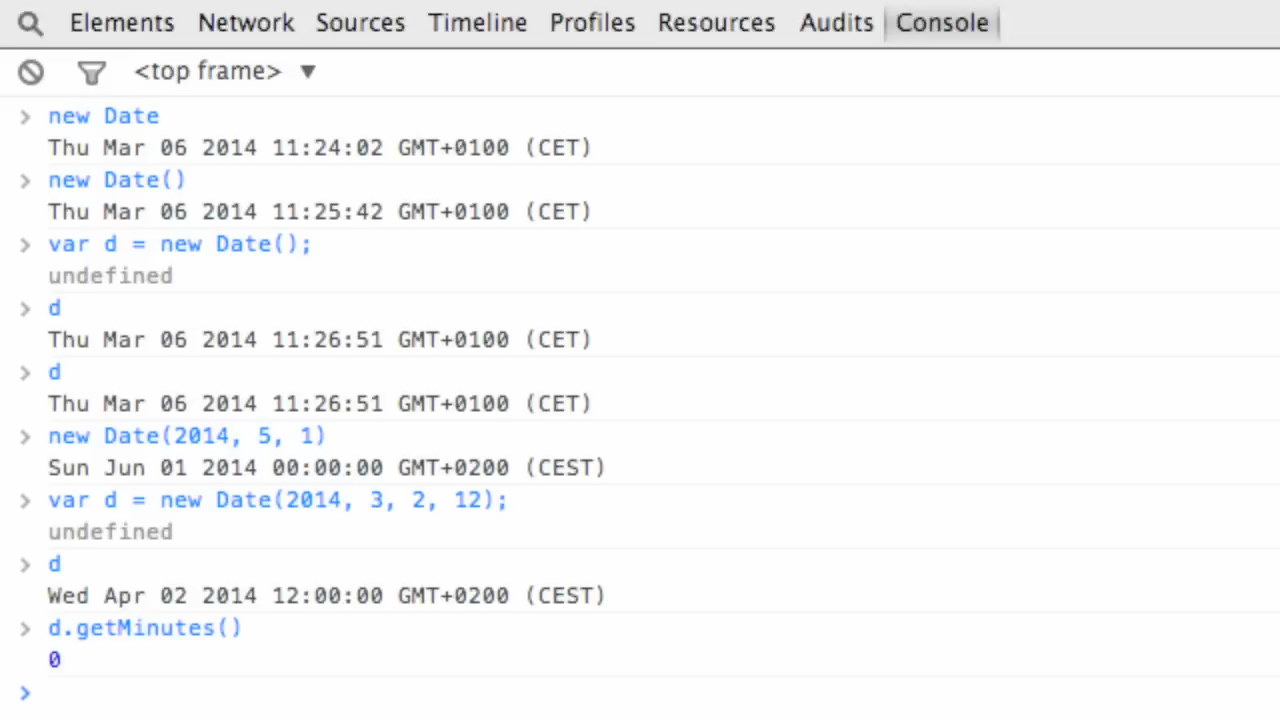 Elements Network Sources Timeline Profiles Resources Audits Console
<top frame> ▼
> new Date
Thu Mar 06 2014 11:24:02 GMT+0100 (CET)
> new Date()
Thu Mar 06 2014 11:25:42 GMT+0100 (CET)
> var d = new Date();
undefined
> d
Thu Mar 06 2014 11:26:51 GMT+0100 (CET)
> d
Thu Mar 06 2014 11:26:51 GMT+0100 (CET)
> new Date(2014, 5, 1)
Sun Jun 01 2014 00:00:00 GMT+0200 (CEST)
> var d = new Date(2014, 3, 2, 12);
undefined
> d
Wed Apr 02 2014 12:00:00 GMT+0200 (CEST)
> d.getMinutes()
0
>